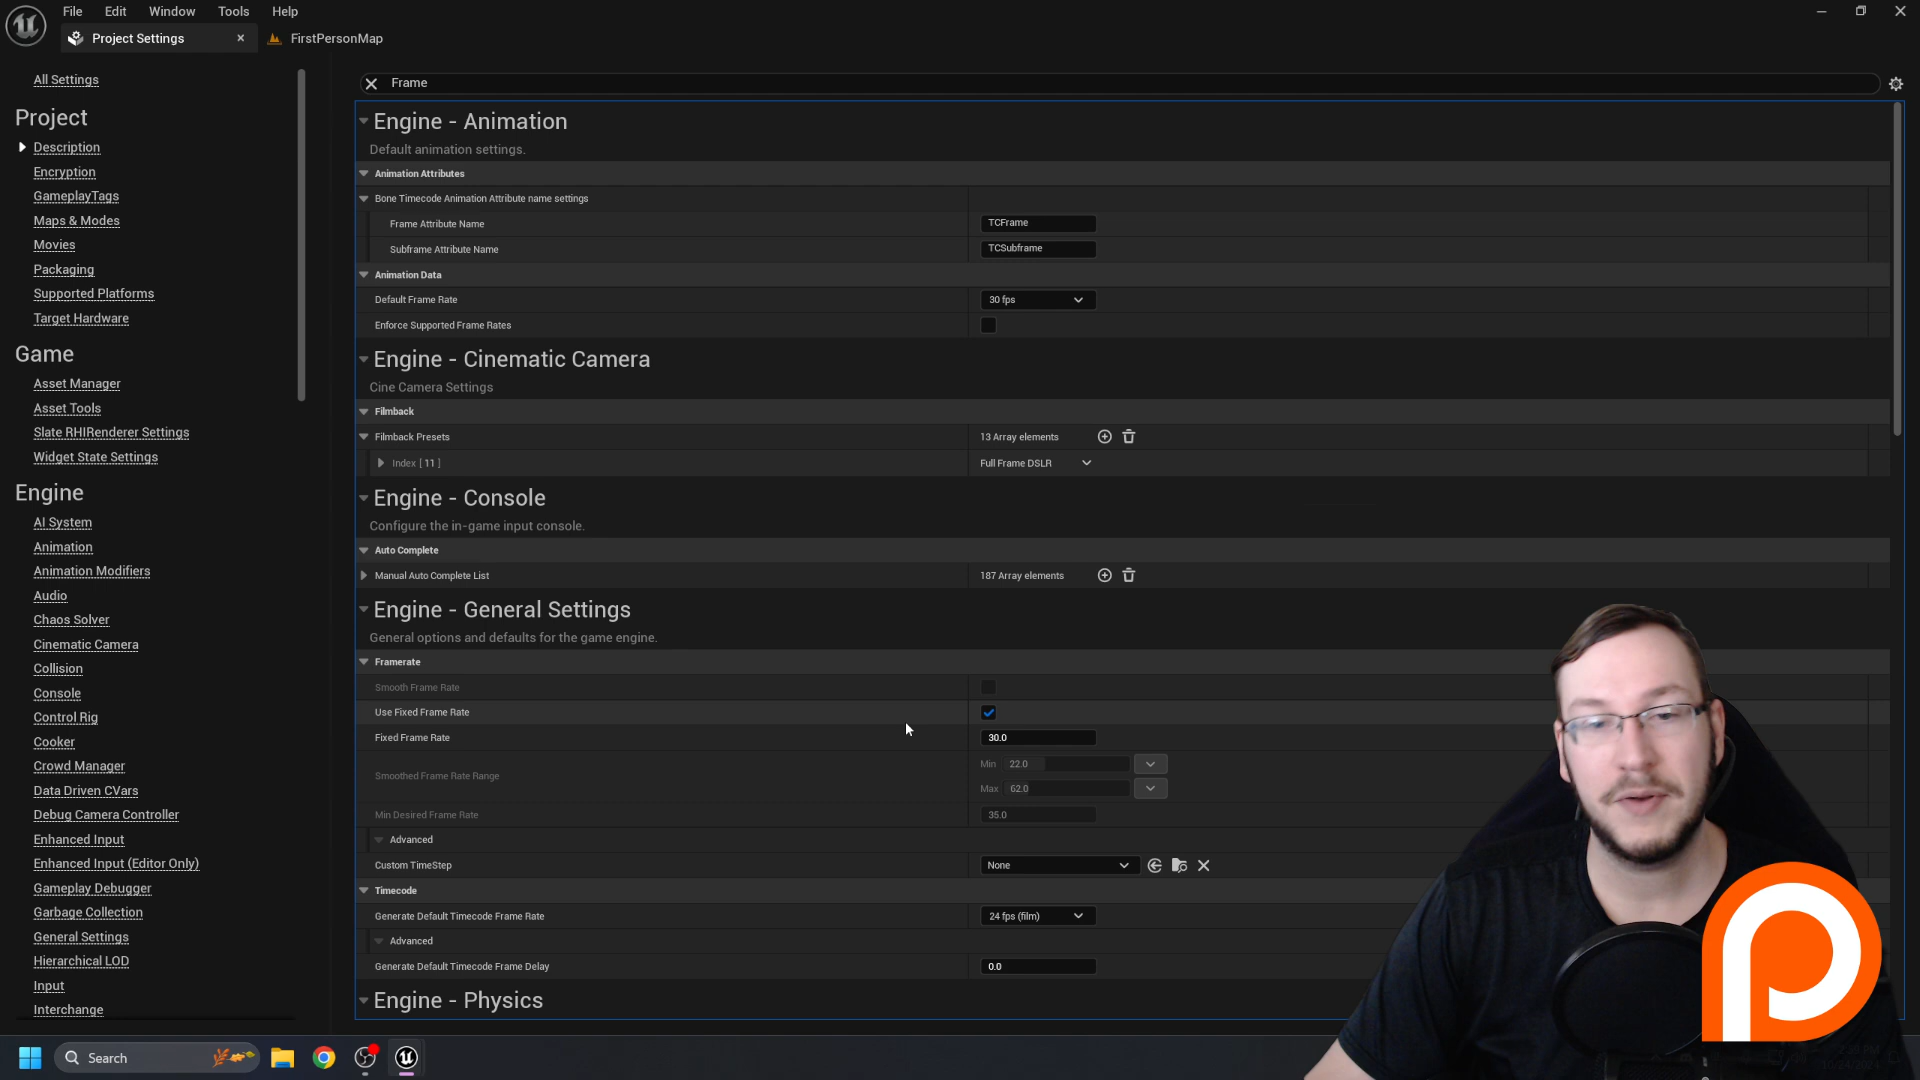 File Edit Window Tools Help
Project Settings
FirstPersonMap
All Settings
Project
Description
Encryption
GameplayTags
Maps & Modes
Movies
Packaging
Supported Platforms
Target Hardware
Game
Asset Manager
Asset Tools
Slate RHIRenderer Settings
Widget State Settings
Engine
AI System
Animation
Animation Modifiers
Audio
Chaos Solver
Cinematic Camera
Collision
Console
Control Rig
Cooker
Crowd Manager
Data Driven CVars
Debug Camera Controller
Enhanced Input
Enhanced Input (Editor Only)
Gameplay Debugger
Garbage Collection
General Settings
Hierarchical LOD
Input
Interchange
Frame
Engine - Animation
Default animation settings.
Animation Attributes
Bone Timecode Animation Attribute name settings
Frame Attribute Name TCFrame
Subframe Attribute Name TCSubframe
Animation Data
Default Frame Rate 30 fps
Enforce Supported Frame Rates
Engine - Cinematic Camera
Cine Camera Settings
Filmback
Filmback Presets 13 Array elements
Index [ 11 ] Full Frame DSLR
Engine - Console
Configure the in-game input console.
Auto Complete
Manual Auto Complete List 187 Array elements
Engine - General Settings
General options and defaults for the game engine.
Framerate
Smooth Frame Rate
Use Fixed Frame Rate
Fixed Frame Rate 30.0
Smoothed Frame Rate Range
Min 22.0
Max 62.0
Min Desired Frame Rate 35.0
Advanced
Custom TimeStep None
Timecode
Generate Default Timecode Frame Rate 24 fps (film)
Advanced
Generate Default Timecode Frame Delay 0.0
Engine - Physics
Search